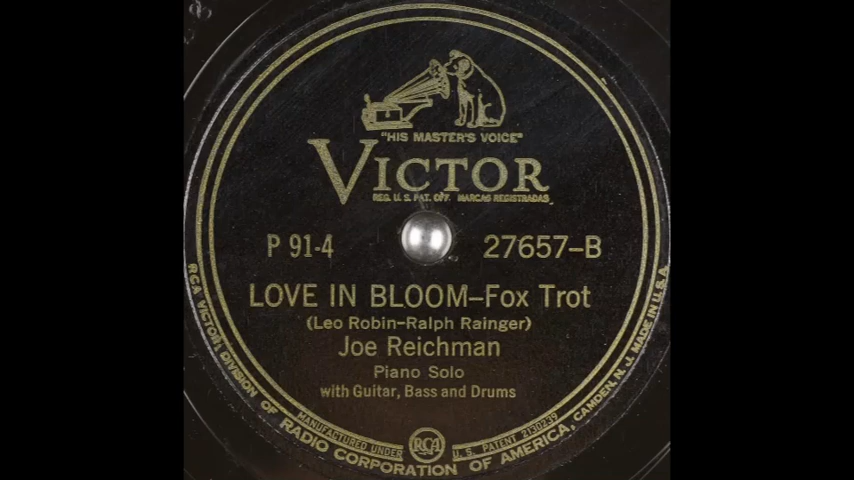 "HIS MASTER'S VOICE"
VICTOR
REG. U. S. PAT. OFF. MARCAS REGISTRADAS
P 91-4
27657-B
LOVE IN BLOOM-Fox Trot
(Leo Robin-Ralph Rainger)
Joe Reichman
Piano Solo
with Guitar, Bass and Drums
MANUFACTURED UNDER
RCA
U. S. PATENT 2130239
RCA VICTOR DIVISION OF RADIO CORPORATION OF AMERICA, CAMDEN, N. J. MADE IN U.S.A.